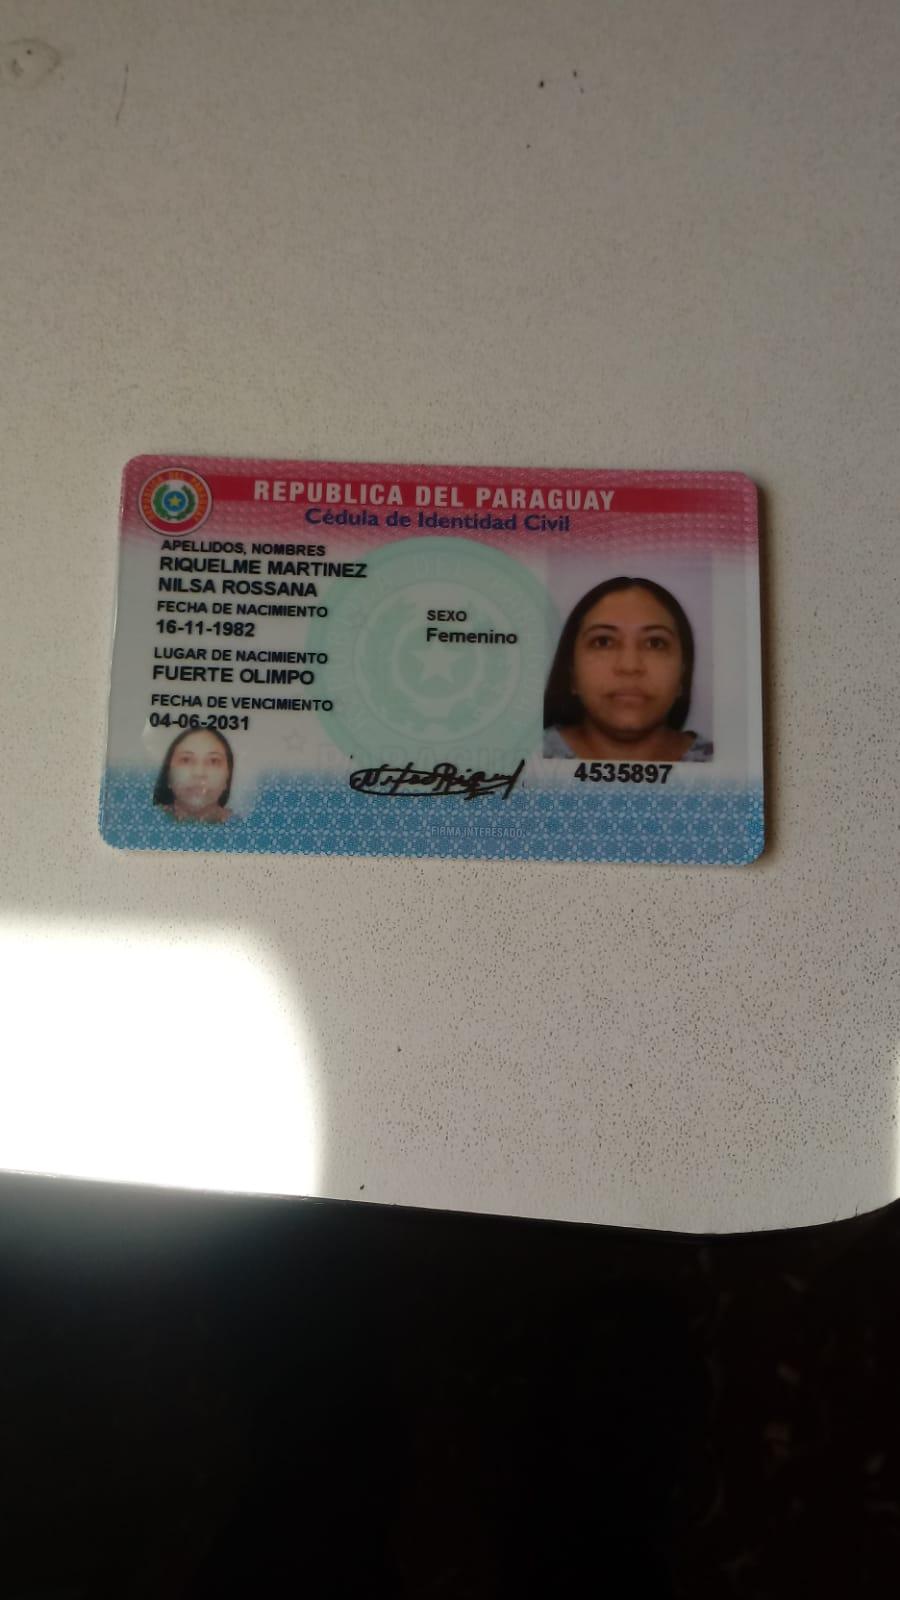 REPUBLICA DEL PARAGUAY
Cédula de Identidad Civil
APELLIDOS, NOMBRES
RIQUELME MARTINEZ
NILSA ROSSANA
FECHA DE NACIMIENTO
16-11-1982
SEXO
Femenino
LUGAR DE NACIMIENTO
FUERTE OLIMPO
FECHA DE VENCIMIENTO
04-06-2031
4535897
FIRMA INTERESADO